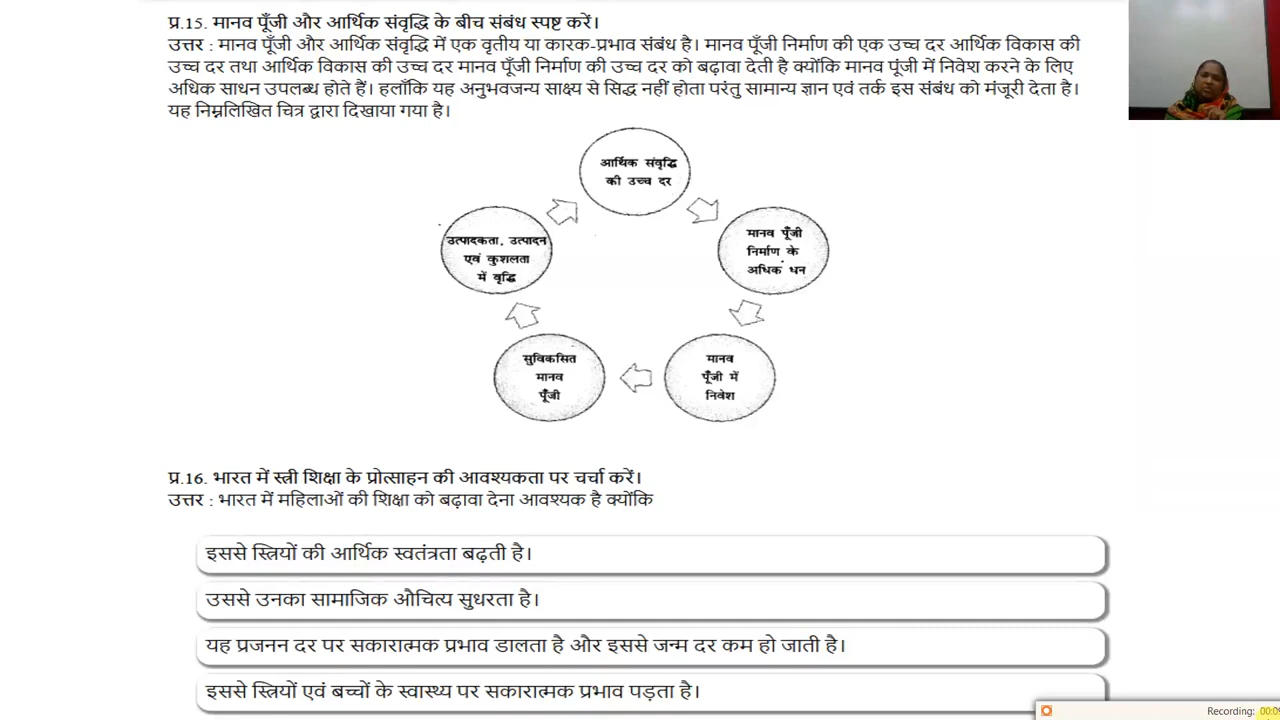 प्र.15. मानव पूँजी और आर्थिक संवृद्धि के बीच संबंध स्पष्ट करें।
उत्तर : मानव पूँजी और आर्थिक संवृद्धि में एक वृतीय या कारक-प्रभाव संबंध है। मानव पूँजी निर्माण की एक उच्च दर आर्थिक विकास की
उच्च दर तथा आर्थिक विकास की उच्च दर मानव पूँजी निर्माण की उच्च दर को बढ़ावा देती है क्योंकि मानव पूंजी में निवेश करने के लिए
अधिक साधन उपलब्ध होते हैं। हलाँकि यह अनुभवजन्य साक्ष्य से सिद्ध नहीं होता परंतु सामान्य ज्ञान एवं तर्क इस संबंध को मंजूरी देता है।
यह निम्नलिखित चित्र द्वारा दिखाया गया है।
आर्थिक संवृद्धि
की उच्च दर
मानव पूँजी
निर्माण के
अधिक धन
मानव
पूँजी में
निवेश
सुविकसित
मानव
पूँजी
उत्पादकता, उत्पादन
एवं कुशलता
में वृद्धि
प्र.16. भारत में स्त्री शिक्षा के प्रोत्साहन की आवश्यकता पर चर्चा करें।
उत्तर : भारत में महिलाओं की शिक्षा को बढ़ावा देना आवश्यक है क्योंकि
इससे स्त्रियों की आर्थिक स्वतंत्रता बढ़ती है।
उससे उनका सामाजिक औचित्य सुधरता है।
यह प्रजनन दर पर सकारात्मक प्रभाव डालता है और इससे जन्म दर कम हो जाती है।
इससे स्त्रियों एवं बच्चों के स्वास्थ्य पर सकारात्मक प्रभाव पड़ता है।
Recording: